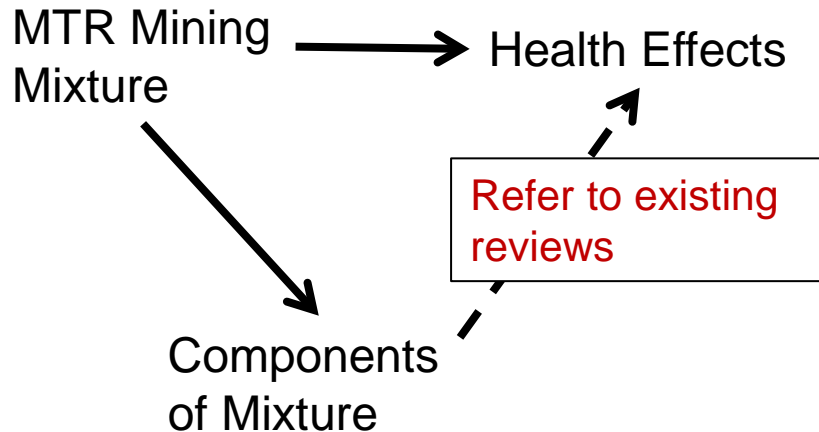 MTR Mining
Mixture
Health Effects
Refer to existing
reviews
Components
of Mixture